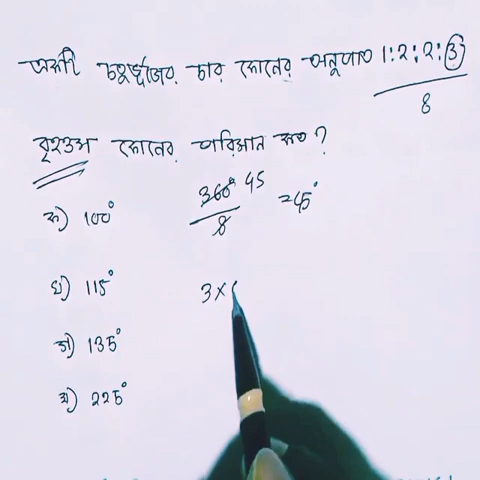 একটি চতুর্ভুজের চার কোনের অনুপাত 1:2:2:3
8
বৃহত্তম কোনের পরিমান কত ?
360° 45
8
=45°
ক) 100°
খ) 115°
3×
গ) 135°
ঘ) 225°